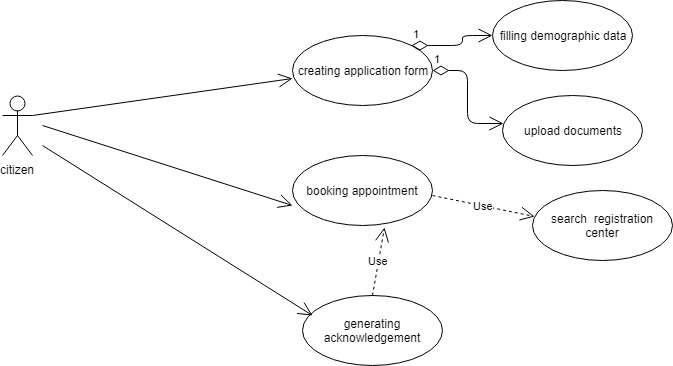 1
filling demographic data
creating application form
1
upload documents
citizen
booking appointment
Use
search registration
center
Use
generating
acknowledgement